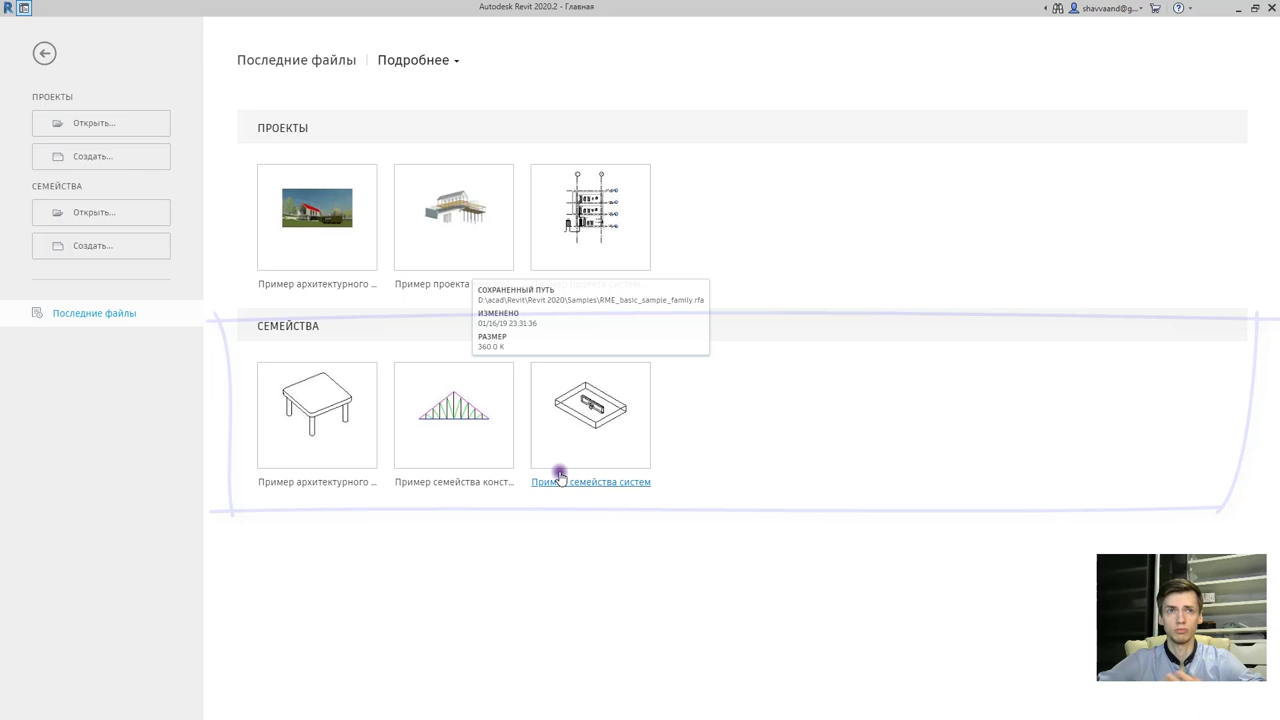 Autodesk Revit 2020.2 - Главная
shavvaand@g...
Последние файлы
Подробнее
ПРОЕКТЫ
Открыть...
Создать...
СЕМЕЙСТВА
Открыть...
Создать...
Последние файлы
ПРОЕКТЫ
Пример архитектурного ...
Пример проекта
СОХРАНЕННЫЙ ПУТЬ
D:\acad\Revit\Revit 2020\Samples\RME_basic_sample_family.rfa
ИЗМЕНЕНО
01/16/19 23:31:36
РАЗМЕР
360.0 K
СЕМЕЙСТВА
Пример архитектурного ...
Пример семейства конст...
Пример семейства систем